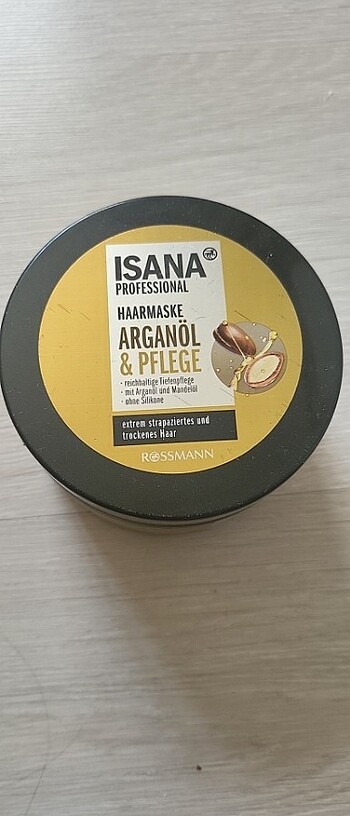 ISANA
PROFESSIONAL
HAARMASKE
ARGANÖL
& PFLEGE
· reichhaltige Tiefenpflege
· mit Arganöl und Mandelöl
· ohne Silikone
extrem strapaziertes und
trockenes Haar
ROSSMANN